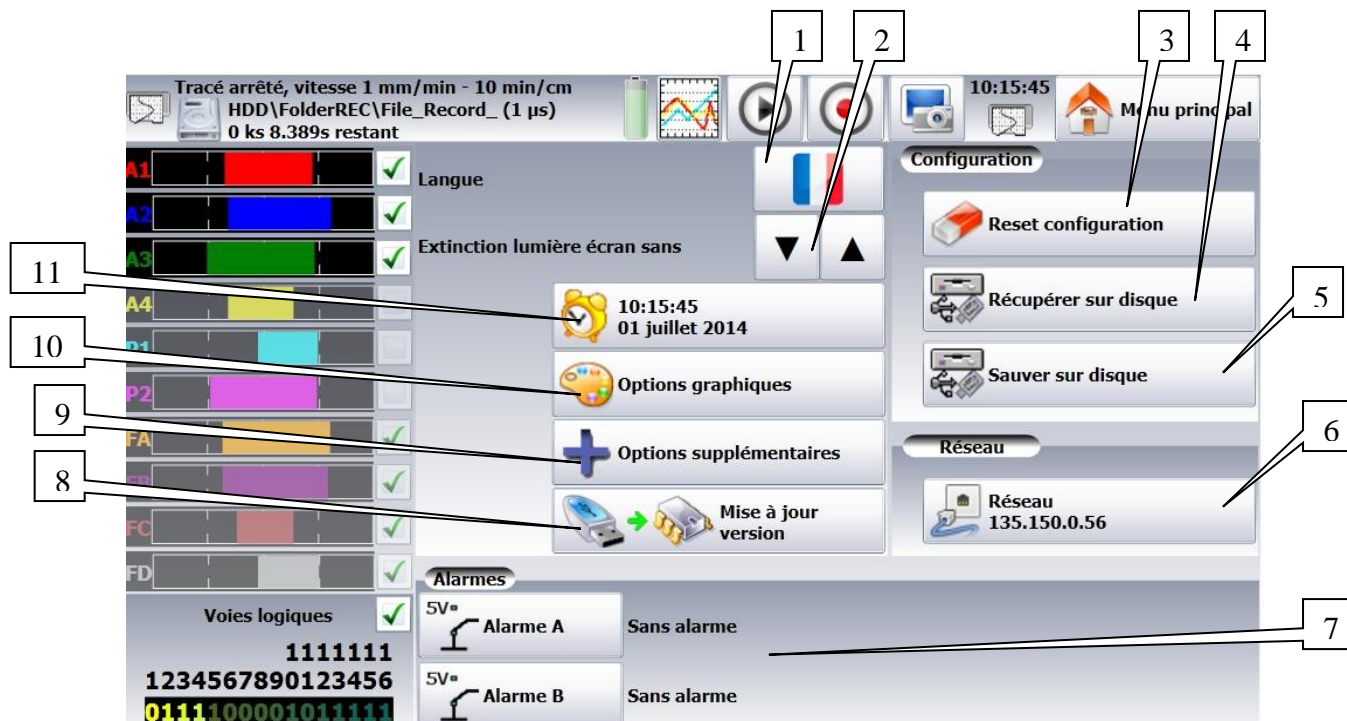 1
2
3
4
Tracé arrêté, vitesse 1 mm/min - 10 min/cm
HDD\FolderREC\File_Record_ (1 µs)
0 ks 8.389s restant
10:15:45
Menu principal
A1
A2
A3
A4
P1
P2
FA
FB
FC
FD
Langue
Extinction lumière écran sans
10:15:45
01 juillet 2014
Options graphiques
Options supplémentaires
Mise à jour
version
Configuration
Reset configuration
Récupérer sur disque
Sauver sur disque
Réseau
Réseau
135.150.0.56
11
10
9
8
5
6
7
Voies logiques
1111111
1234567890123456
0111100001011111
Alarmes
5V
Alarme A
Sans alarme
5V
Alarme B
Sans alarme